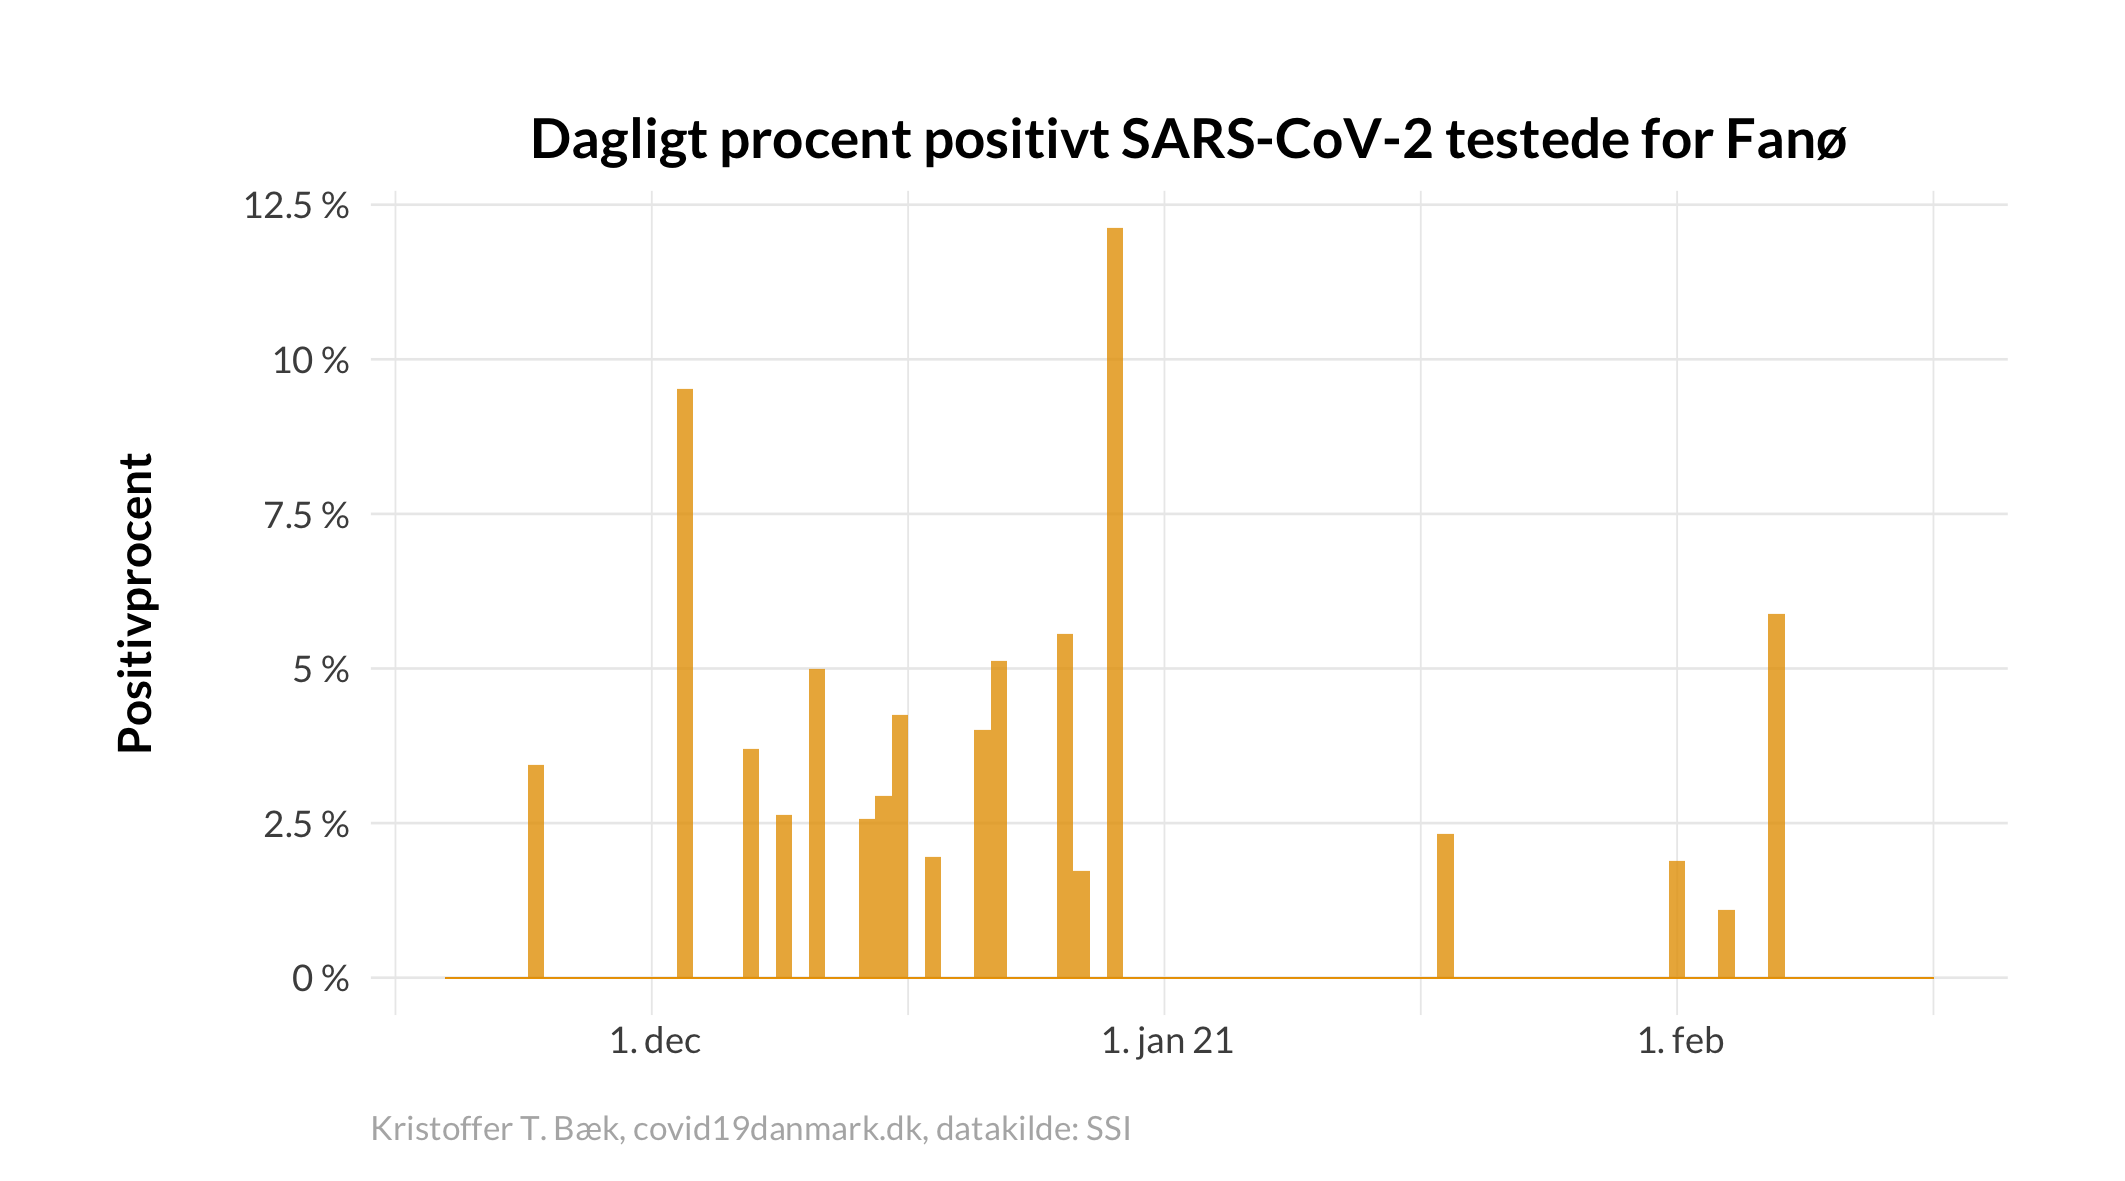 Dagligt procent positivt SARS-CoV-2 testede for Fanø
12.5 %
10 %
7.5 %
5 %
2.5 %
0 %
Positivprocent
1. dec
1. jan 21
1. feb
Kristoffer T. Bæk, covid19danmark.dk, datakilde: SSI